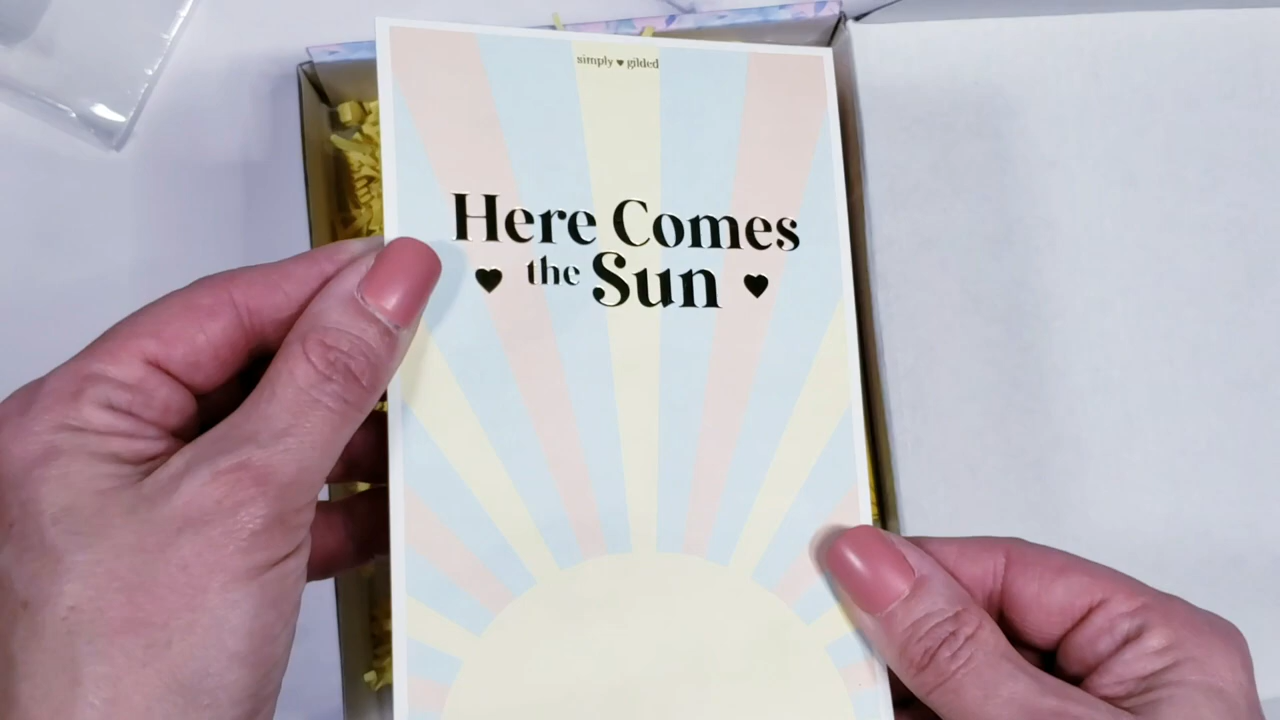 simply ♥ gilded
Here Comes
♥ the Sun ♥